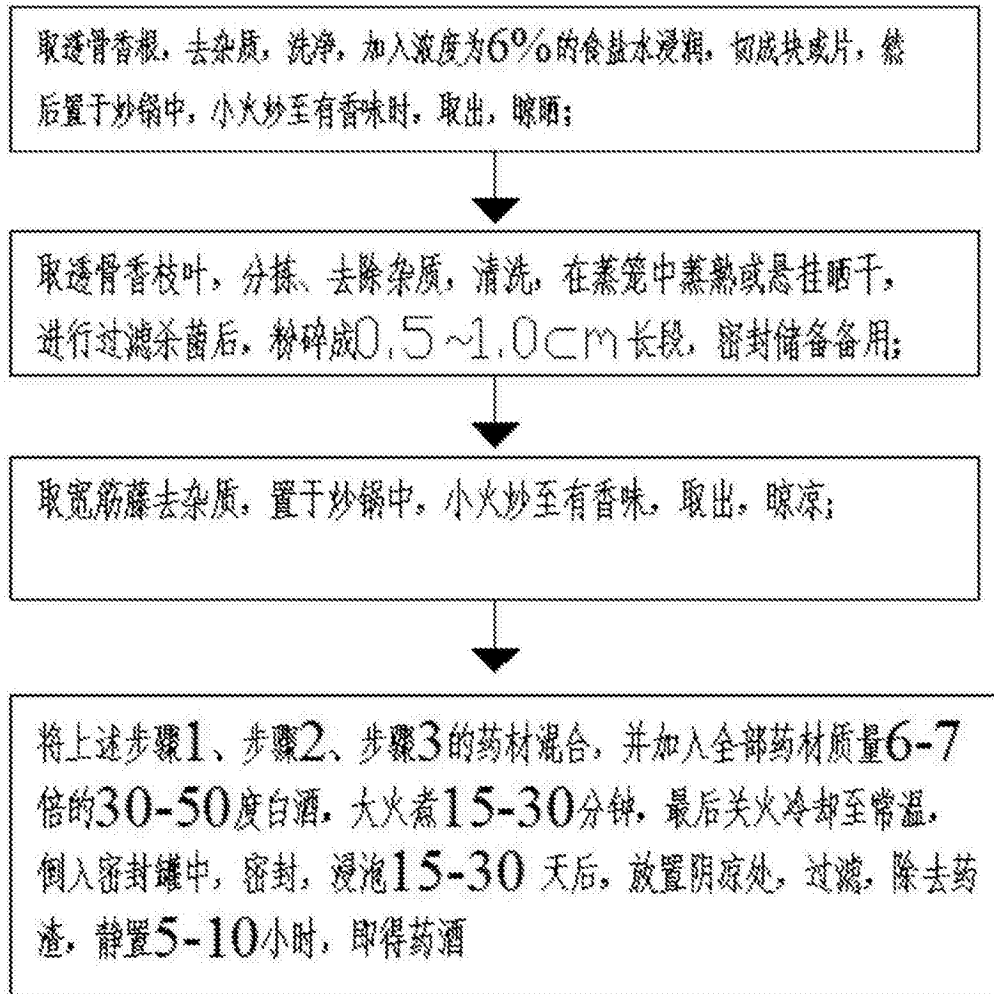 取透骨香根，去杂质，洗净，加入浓度为6%的食盐水浸润，切成块或片，然
后置于炒锅中，小火炒至有香味时，取出，晾晒；
取透骨香枝叶，分拣、去除杂质，清洗，在蒸笼中蒸熟或悬挂晒干，
进行过滤杀菌后，粉碎成0.5~1.0cm长段，密封储备备用；
取宽筋藤去杂质，置于炒锅中，小火炒至有香味，取出，晾凉；
将上述步骤1、步骤2、步骤3的药材混合，并加入全部药材质量6-7
倍的30-50度白酒，大火煮15-30分钟，最后关火冷却至常温，
倒入密封罐中，密封，浸泡15-30 天后，放置阴凉处，过滤，除去药
渣，静置5-10小时，即得药酒